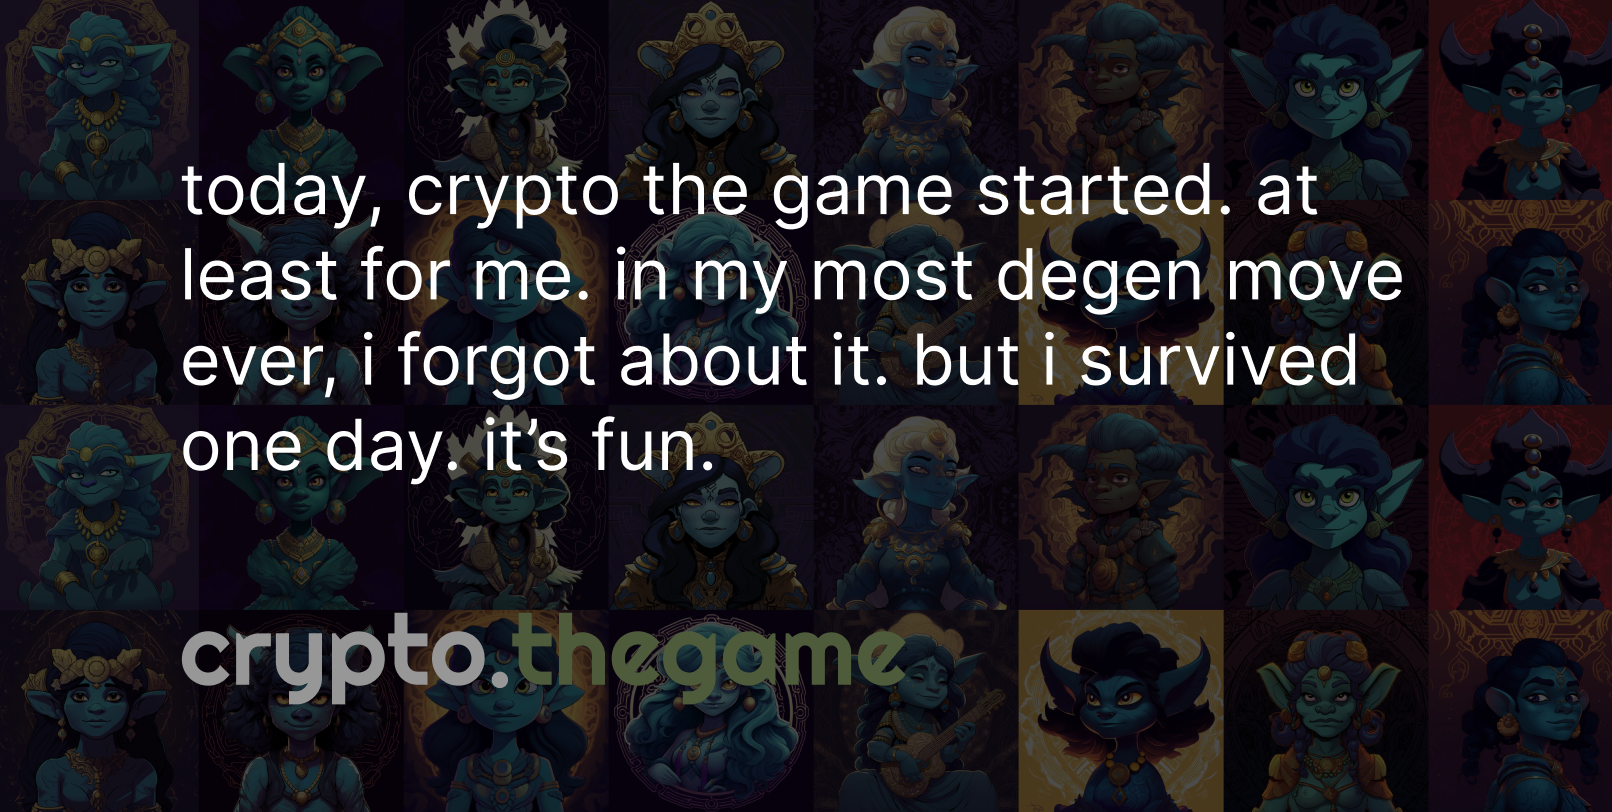 today, crypto the game started. at
least for me. in my most degen move
ever, i forgot about it. but i survived
one day. it’s fun.
crypto.thegame